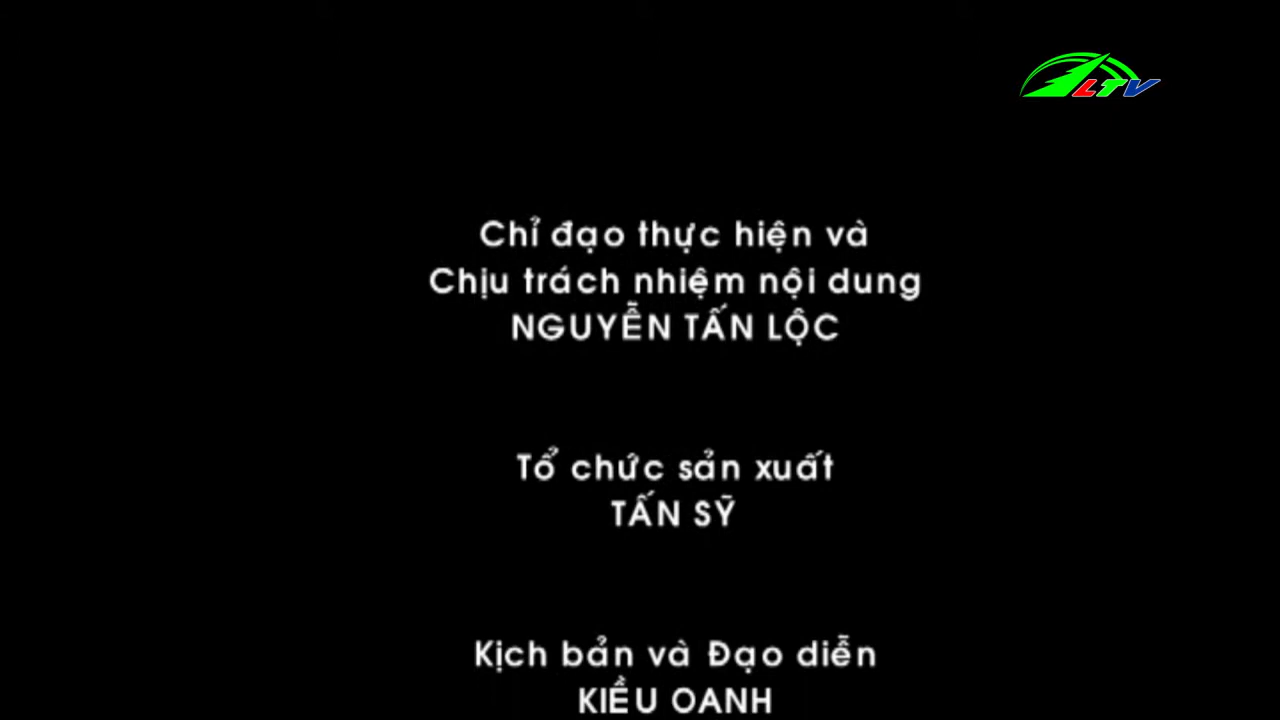 LTV
Chỉ đạo thực hiện và
Chịu trách nhiệm nội dung
NGUYỄN TẤN LỘC
Tổ chức sản xuất
TẤN SỸ
Kịch bản và Đạo diễn
KIỀU OANH